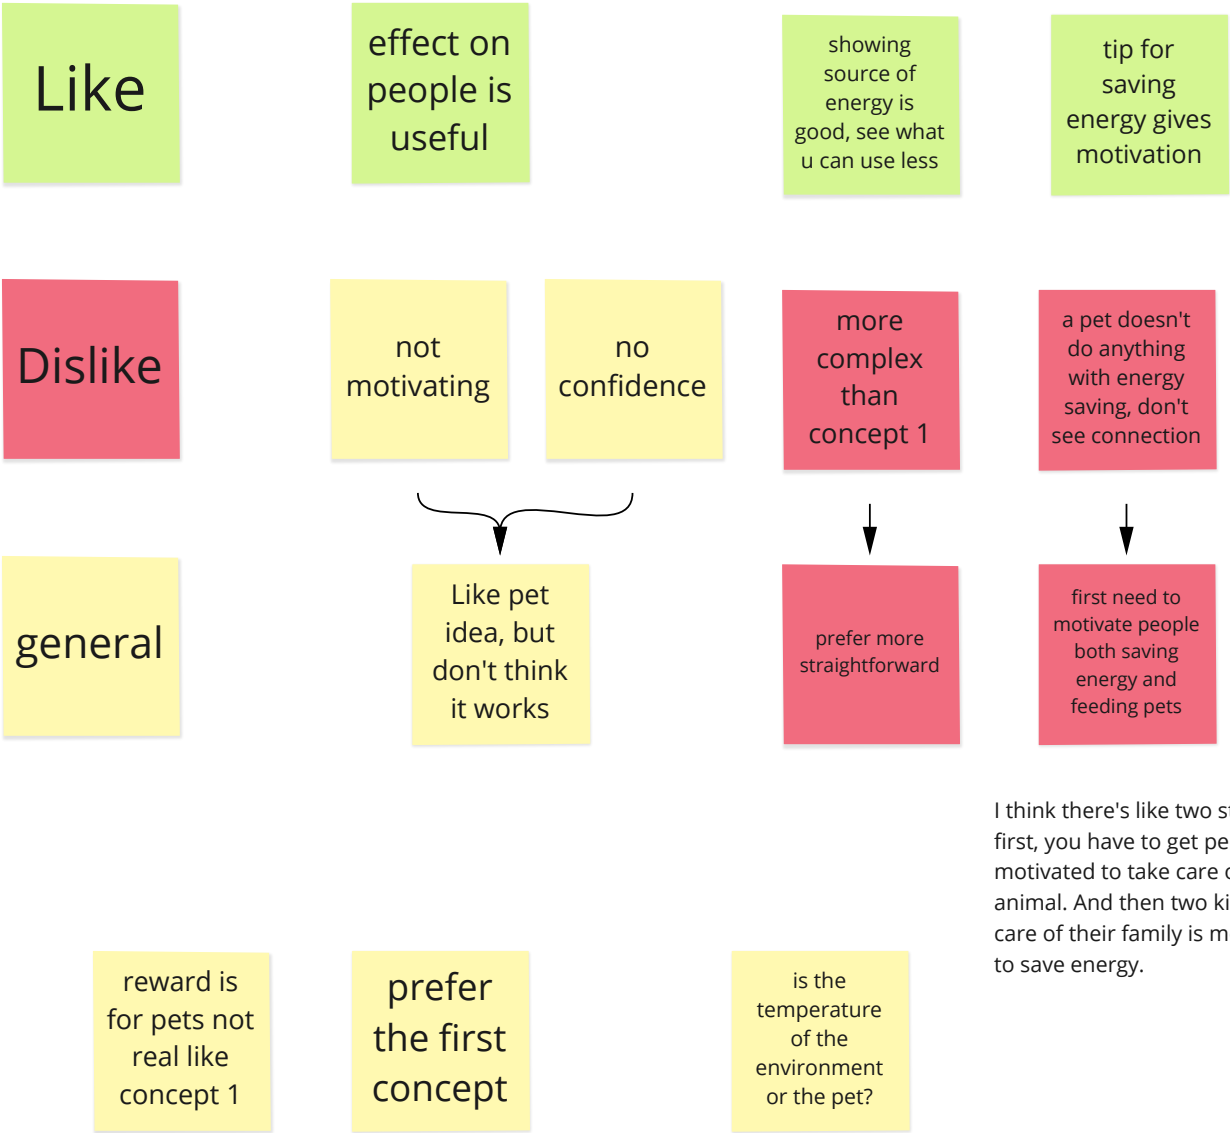 Like
effect on
people is
useful
showing
source of
energy is
good, see what
u can use less
tip for
saving
energy gives
motivation
Dislike
not
motivating
no
confidence
more
complex
than
concept 1
a pet doesn't
do anything
with energy
saving, don't
see connection
general
Like pet
idea, but
don't think
it works
prefer more
straightforward
first need to
motivate people
both saving
energy and
feeding pets
I think there's like two
first, you have to get
motivated to take care
animal. And then two
care of their family is
to save energy.
reward is
for pets not
real like
concept 1
prefer
the first
concept
is the
temperature
of the
environment
or the pet?